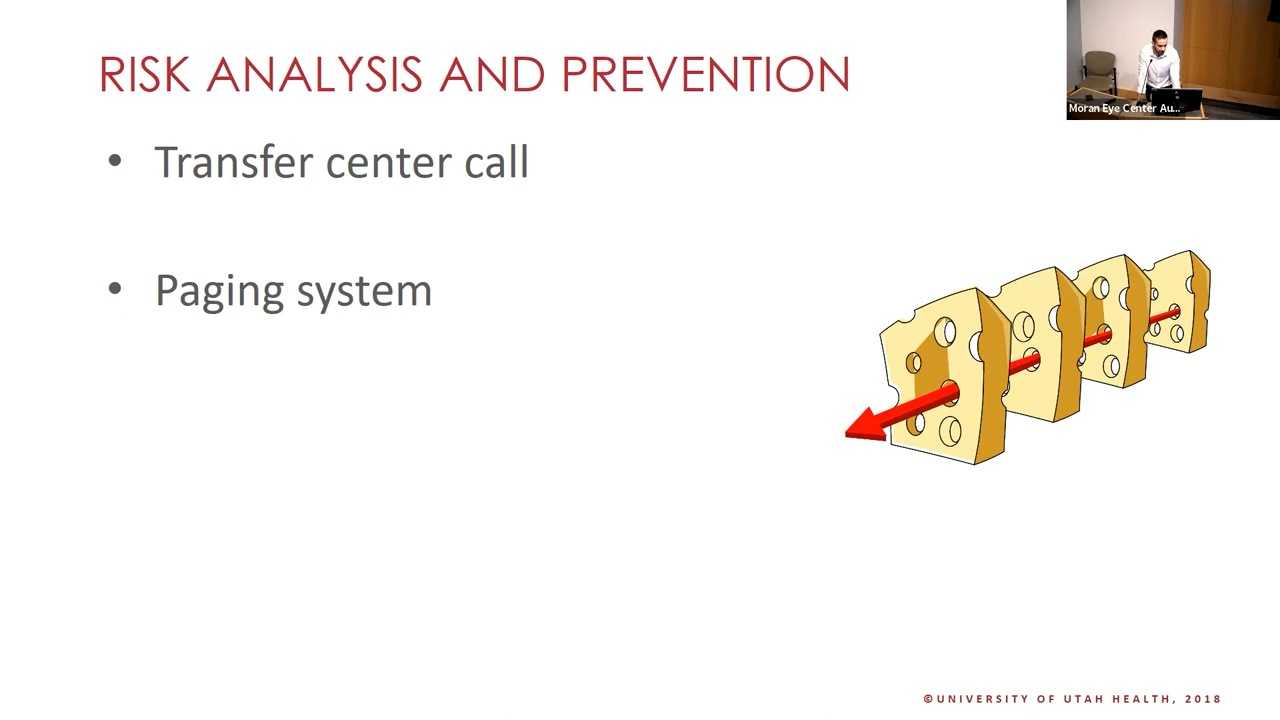 RISK ANALYSIS AND PREVENTION
Moran Eye Center Au...
• Transfer center call
• Paging system
©UNIVERSITY OF UTAH HEALTH, 2018